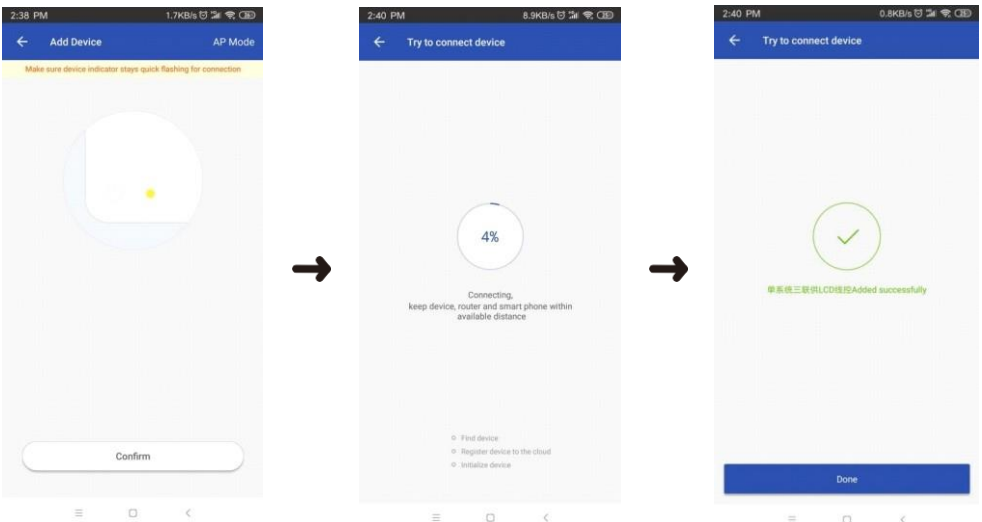 2:38 PM 1.7KB/s
Add Device AP Mode
Make sure device indicator stays quick flashing for connection
Confirm
2:40 PM 8.9KB/s
Try to connect device
4%
Connecting,
keep device, router and smart phone within
available distance
Find device
Register device to the cloud
Initialize device
2:40 PM 0.8KB/s
Try to connect device
单系统三联供LCD线控Added successfully
Done